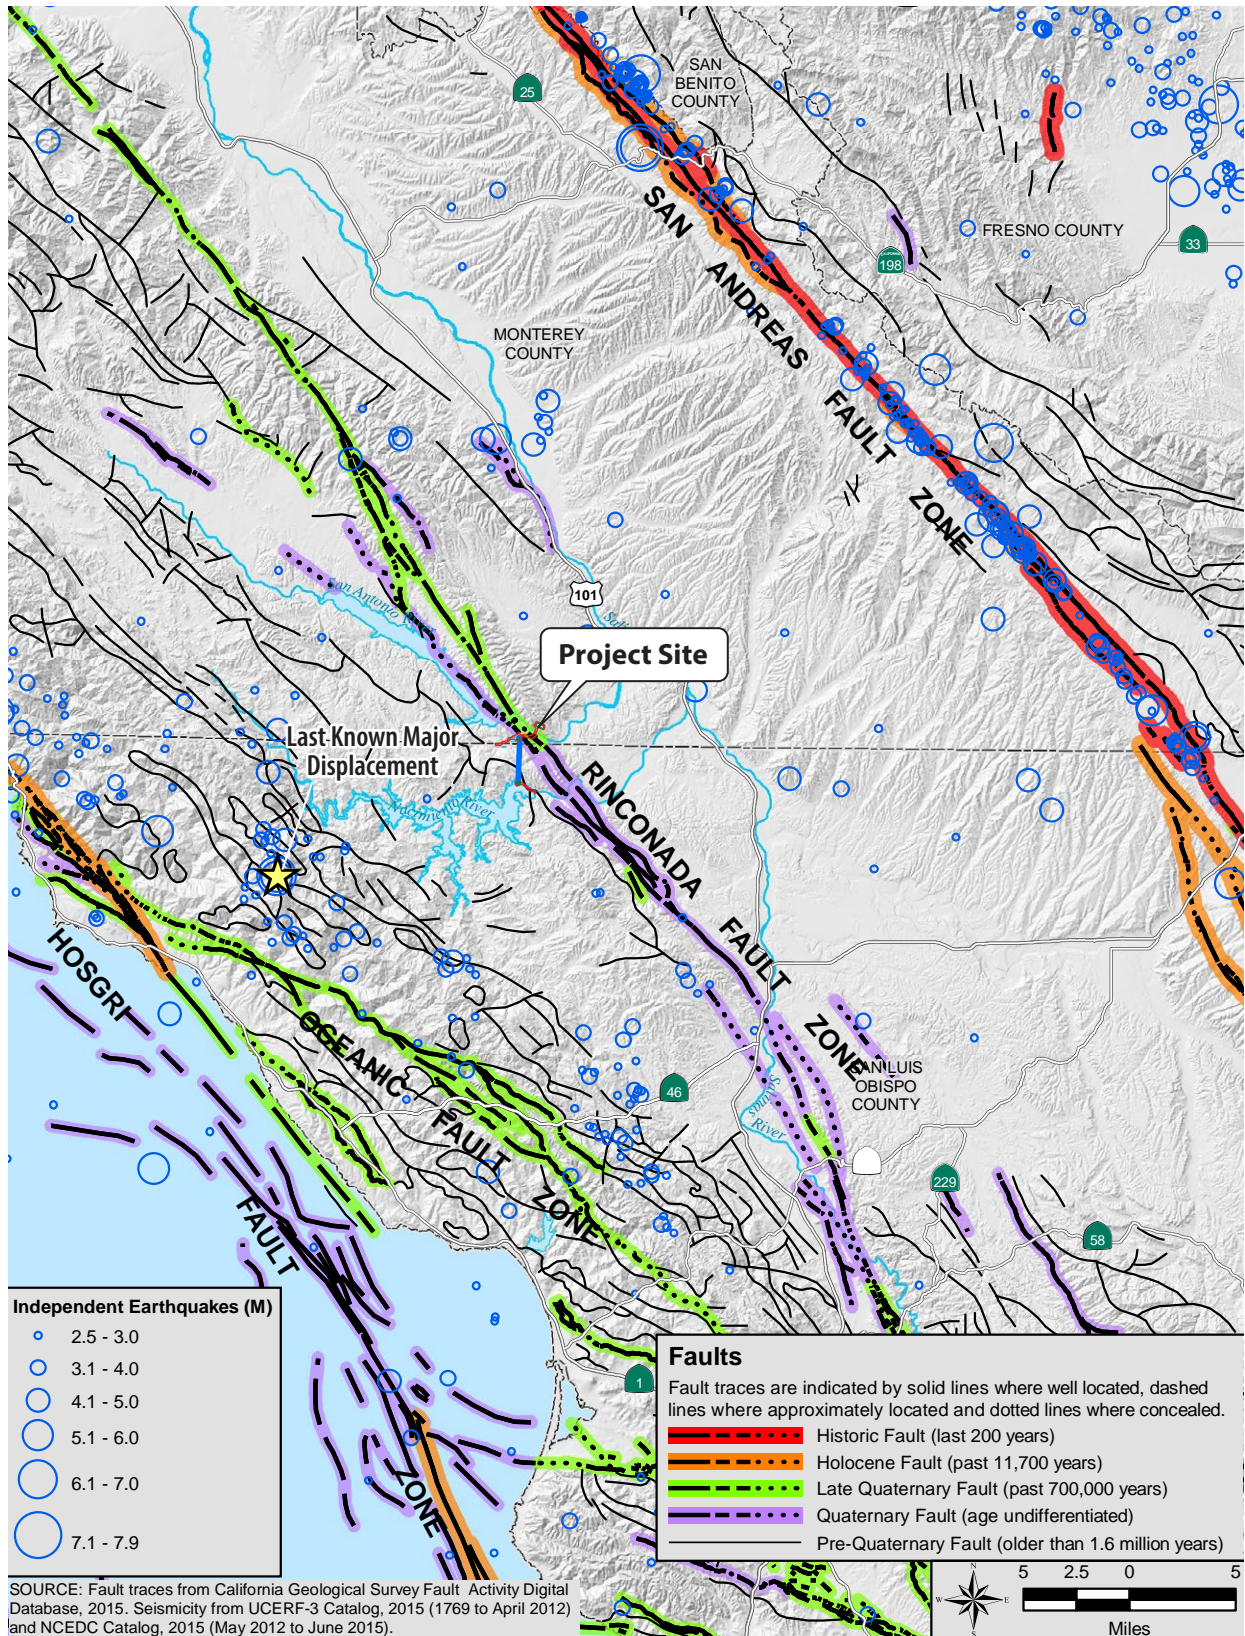 SAN
BENITO
COUNTY
25
SAN
ANDREAS
FAULT
ZONE
FRESNO COUNTY
33
198
MONTEREY
COUNTY
San Antonio River
101
Project Site
Last Known Major
Displacement
Nacimiento River
RINCONADA
FAULT
ZONE
HOSGRI
FAULT
ZONE
OCEANIC
FAULT
ZONE
46
Salinas
River
SAN LUIS
OBISPO
COUNTY
229
58
1
Independent Earthquakes (M)
2.5 - 3.0
3.1 - 4.0
4.1 - 5.0
5.1 - 6.0
6.1 - 7.0
7.1 - 7.9
Faults
Fault traces are indicated by solid lines where well located, dashed
lines where approximately located and dotted lines where concealed.
Historic Fault (last 200 years)
Holocene Fault (past 11,700 years)
Late Quaternary Fault (past 700,000 years)
Quaternary Fault (age undifferentiated)
Pre-Quaternary Fault (older than 1.6 million years)
SOURCE: Fault traces from California Geological Survey Fault Activity Digital
Database, 2015. Seismicity from UCERF-3 Catalog, 2015 (1769 to April 2012)
and NCEDC Catalog, 2015 (May 2012 to June 2015).
N
W E
S
5 2.5 0 5
Miles